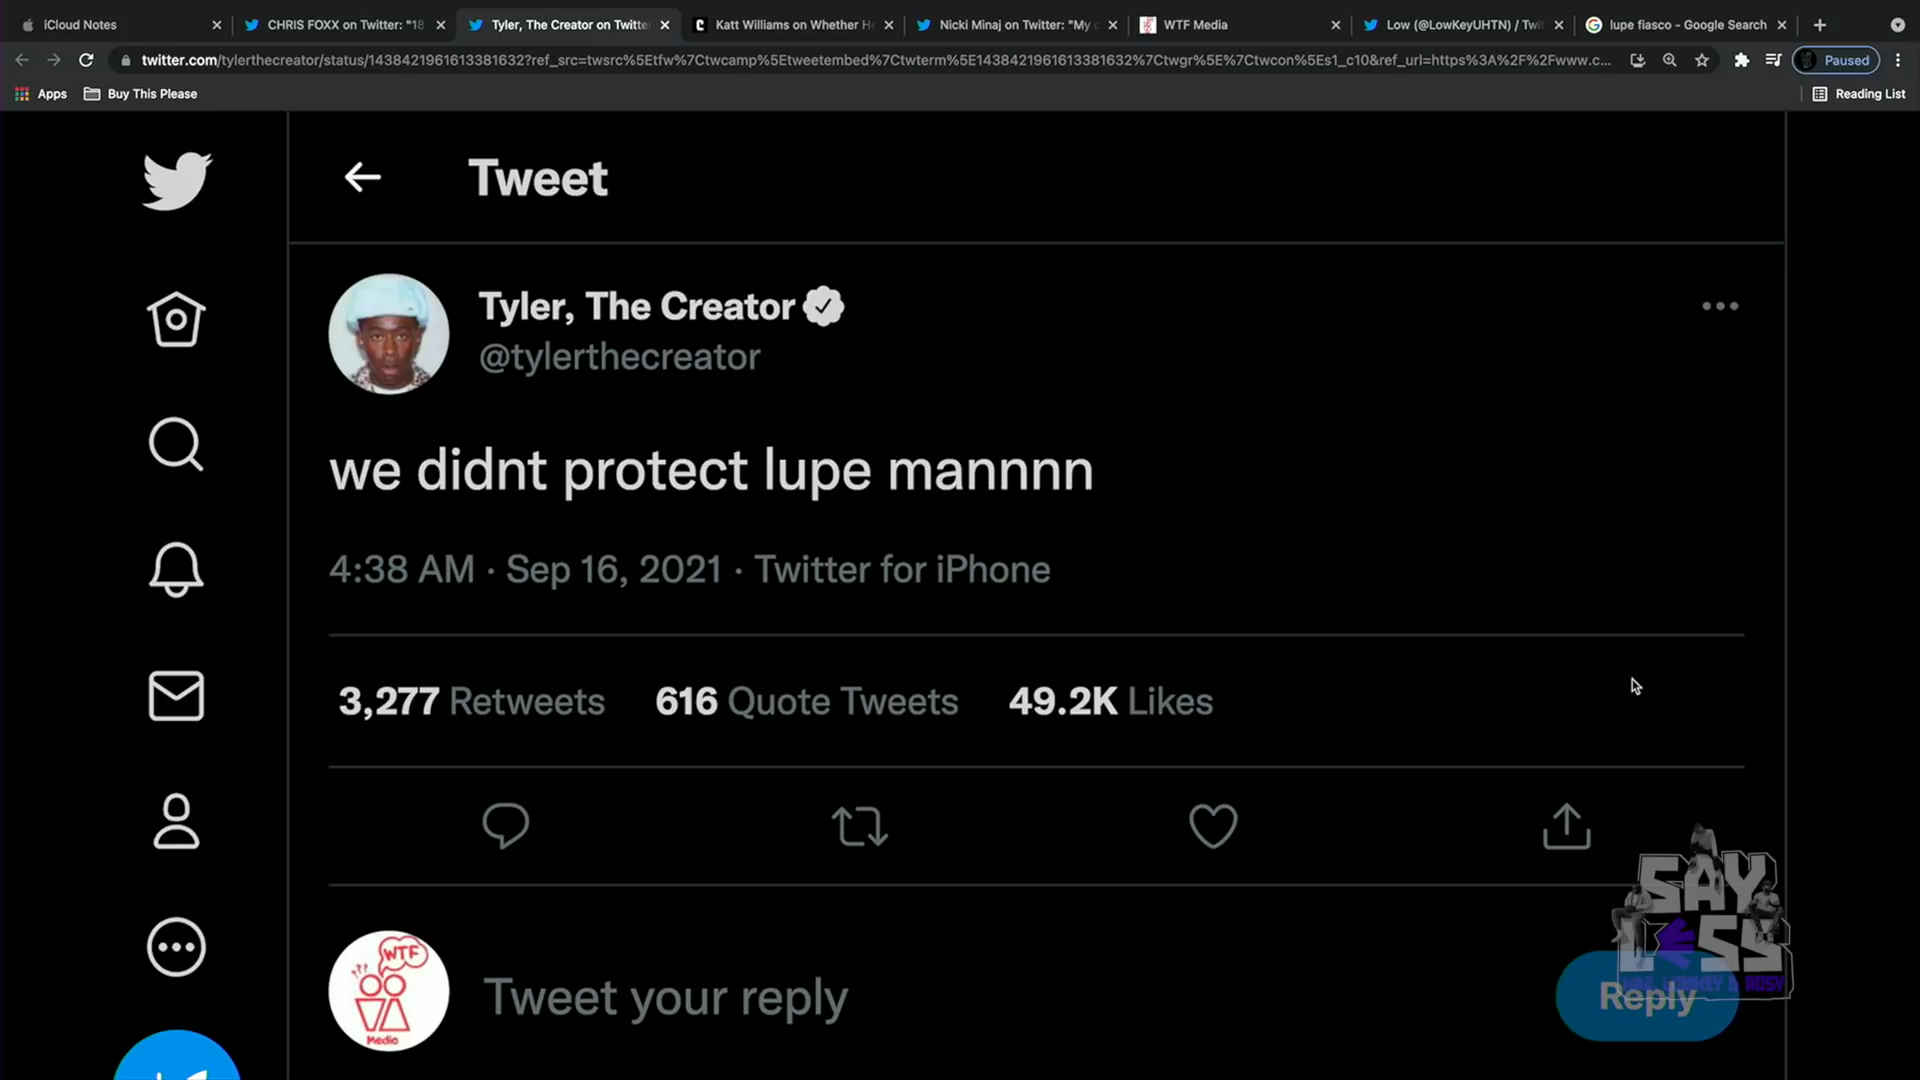 iCloud Notes
CHRIS FOXX on Twitter: "18
Tyler, The Creator on Twitte
Katt Williams on Whether H
Nicki Minaj on Twitter: "My c
WTF Media
Low (@LowKeyUHTN) / Twi
lupe fiasco - Google Search
twitter.com/tylerthecreator/status/1438421961613381632?ref_src=twsrc%5Etfw%7Ctwcamp%5Etweetembed%7Ctwterm%5E1438421961613381632%7Ctwgr%5E%7Ctwcon%5Es1_c10&ref_url=https%3A%2F%2Fwww.c...
Paused
Apps
Buy This Please
Reading List
Tweet
Tyler, The Creator
@tylerthecreator
we didnt protect lupe mannnn
4:38 AM · Sep 16, 2021 · Twitter for iPhone
3,277 Retweets 616 Quote Tweets 49.2K Likes
SAY
LESS
WTF
???
Media
Tweet your reply
Reply